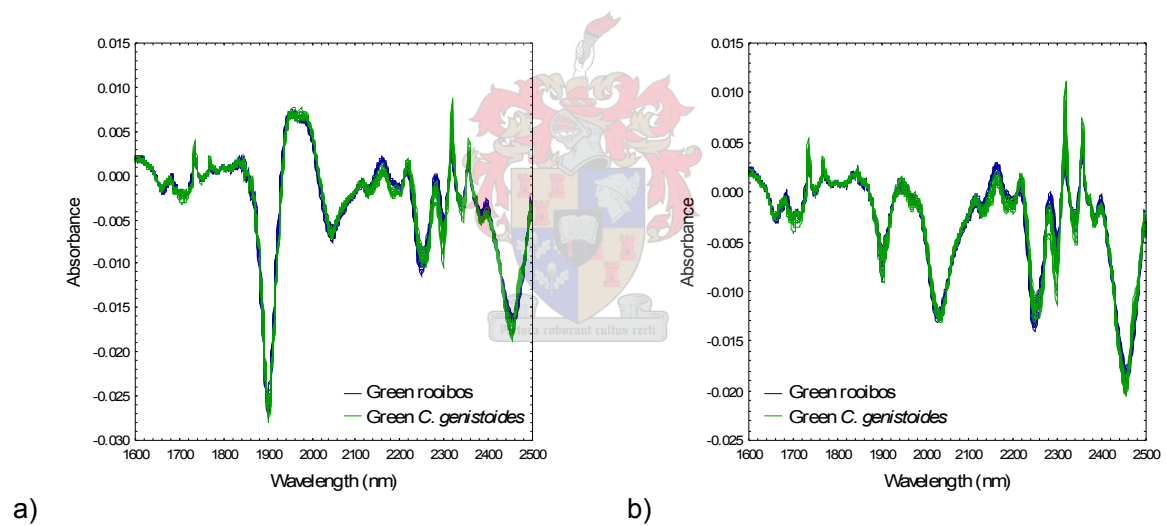 0.015
0.010
0.005
0.000
-0.005
-0.010
-0.015
-0.020
-0.025
-0.030
Absorbance
1600 1700 1800 1900 2000 2100 2200 2300 2400 2500
Wavelength (nm)
Green rooibos
Green C. genistoides
a)
0.015
0.010
0.005
0.000
-0.005
-0.010
-0.015
-0.020
-0.025
Absorbance
1600 1700 1800 1900 2000 2100 2200 2300 2400 2500
Wavelength (nm)
Green rooibos
Green C. genistoides
b)
roborant cultus recti